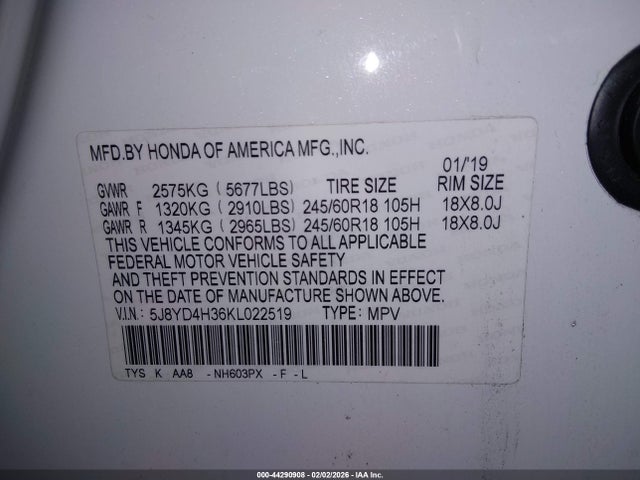 MFD.BY HONDA OF AMERICA MFG.,INC.
01/'19
GVWR 2575KG ( 5677LBS) TIRE SIZE RIM SIZE
GAWR F 1320KG ( 2910LBS) 245/60R18 105H 18X8.0J
GAWR R 1345KG ( 2965LBS) 245/60R18 105H 18X8.0J
THIS VEHICLE CONFORMS TO ALL APPLICABLE
FEDERAL MOTOR VEHICLE SAFETY
AND THEFT PREVENTION STANDARDS IN EFFECT
ON THE DATE OF MANUFACTURE SHOWN ABOVE.
V.I.N.: 5J8YD4H36KL022519 TYPE: MPV
TYS K AA8 -NH603PX -F -L
000-44290908 - 02/02/2026 - IAA Inc.